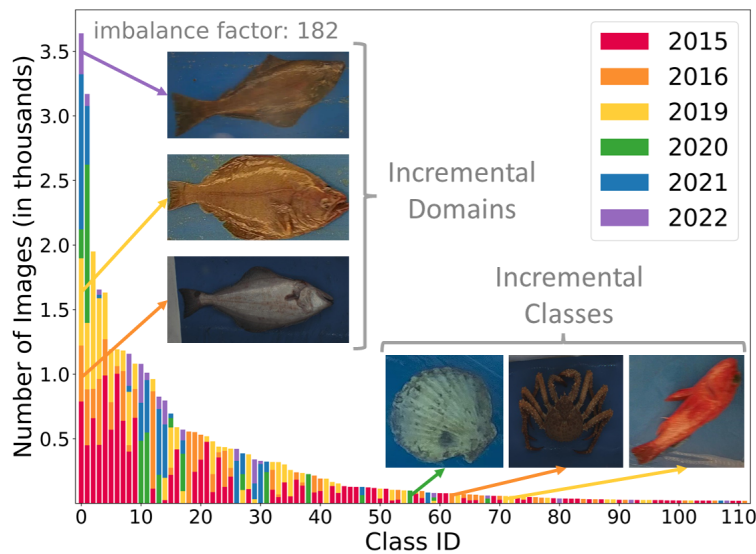 imbalance factor: 182
2015
2016
2019
2020
2021
2022
Incremental
Domains
Incremental
Classes
Number of Images (in thousands)
3.5
3.0
2.5
2.0
1.5
1.0
0.5
0 10 20 30 40 50 60 70 80 90 100 110
Class ID